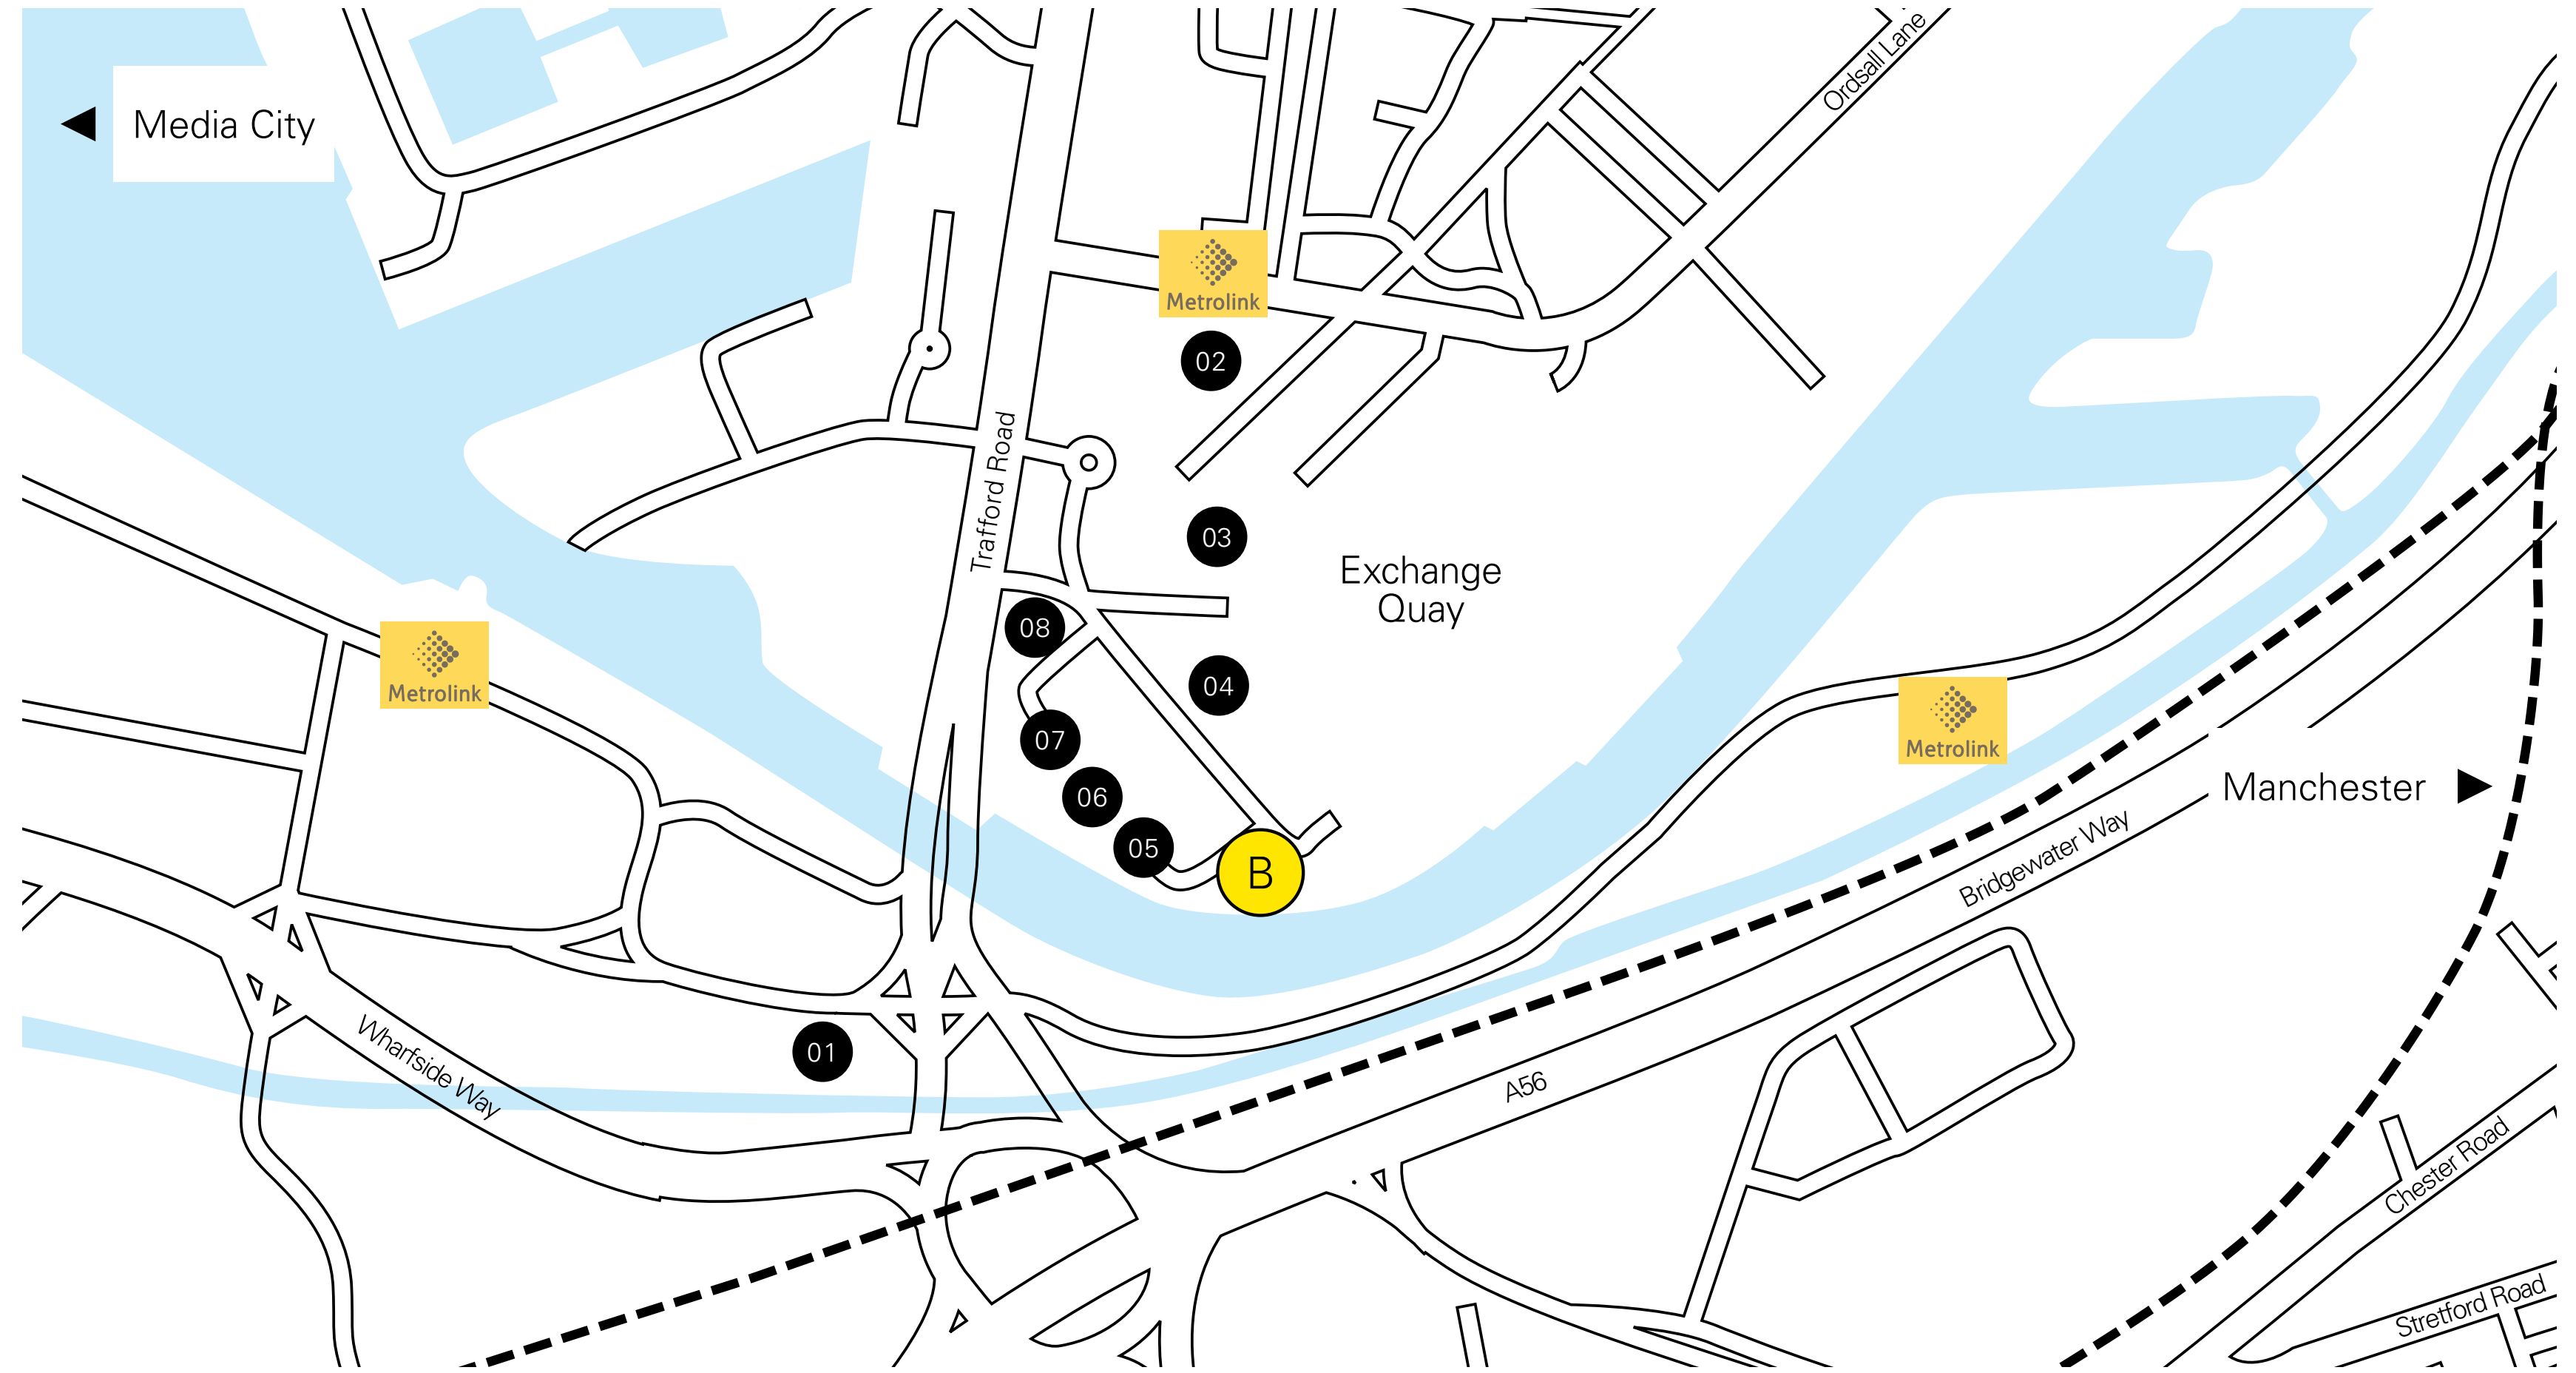 Ordsall Lane
Media City
Metrolink
02
Trafford Road
03
Exchange
Quay
08
Metrolink
04
07
Metrolink
06
Manchester
05
B
Bridgewater Way
01
Wharfside Way
A56
Chester Road
Stretford Road